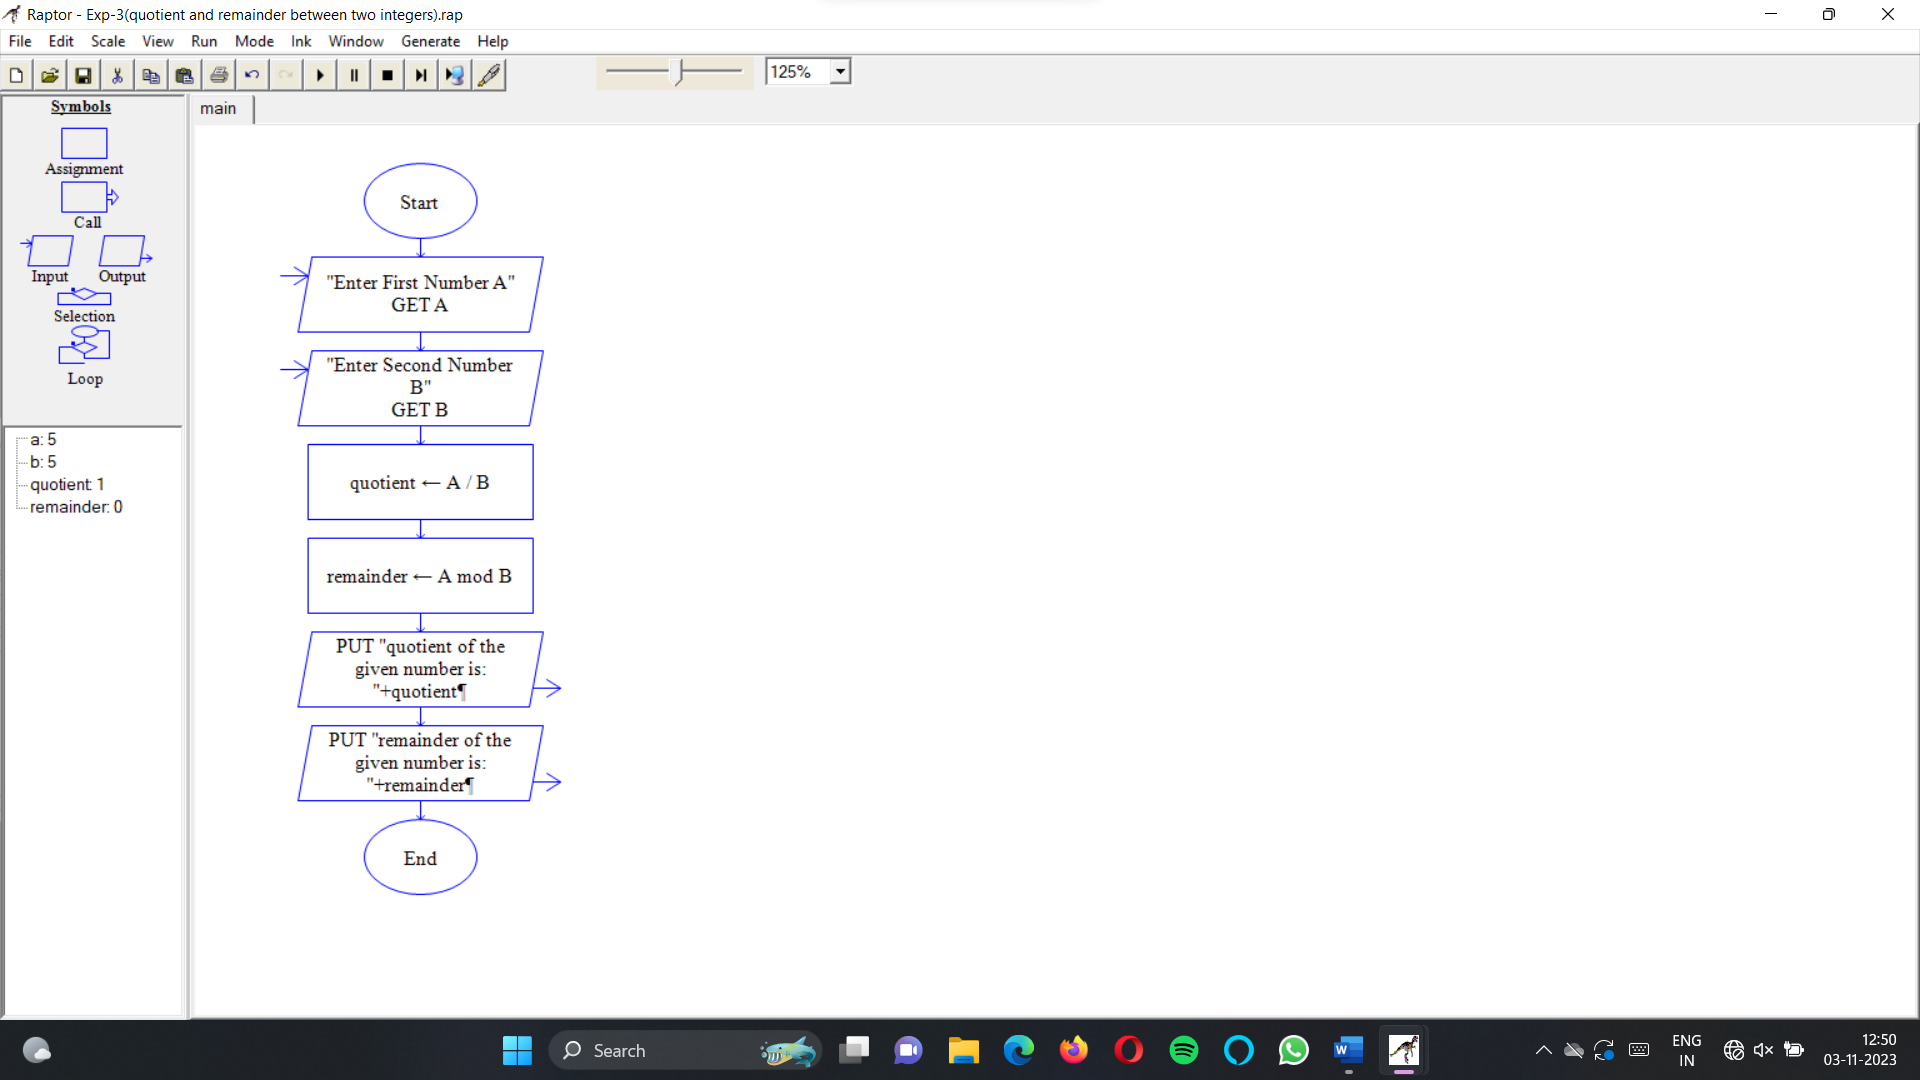 Raptor - Exp-3(quotient and remainder between two integers).rap
File Edit Scale View Run Mode Ink Window Generate Help
125%
Symbols
Assignment
Call
Input Output
Selection
Loop
a: 5
b: 5
quotient: 1
remainder: 0
main
Start
"Enter First Number A"
GET A
"Enter Second Number
B"
GET B
quotient ← A / B
remainder ← A mod B
PUT "quotient of the
given number is:
"+quotient¶
PUT "remainder of the
given number is:
"+remainder¶
End
Search
W
ENG
IN
12:50
03-11-2023